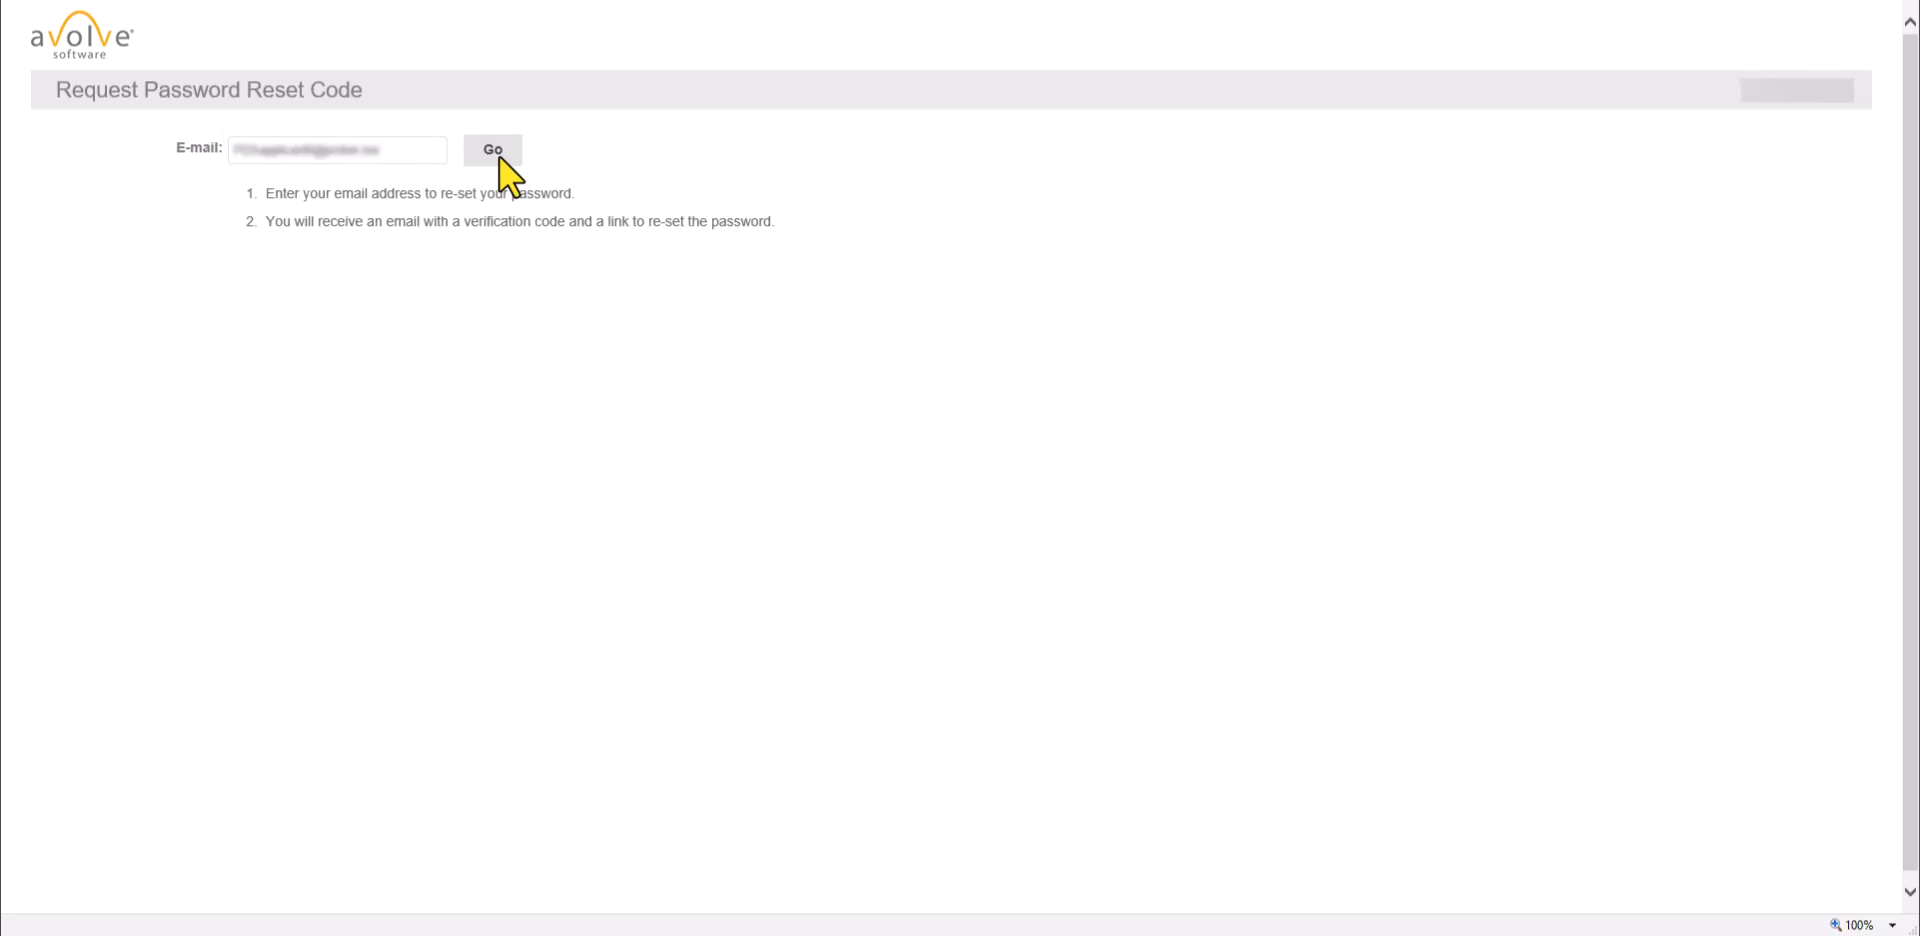 avolve
software
Request Password Reset Code
E-mail:
Go
1. Enter your email address to re-set your password.
2. You will receive an email with a verification code and a link to re-set the password.
100%